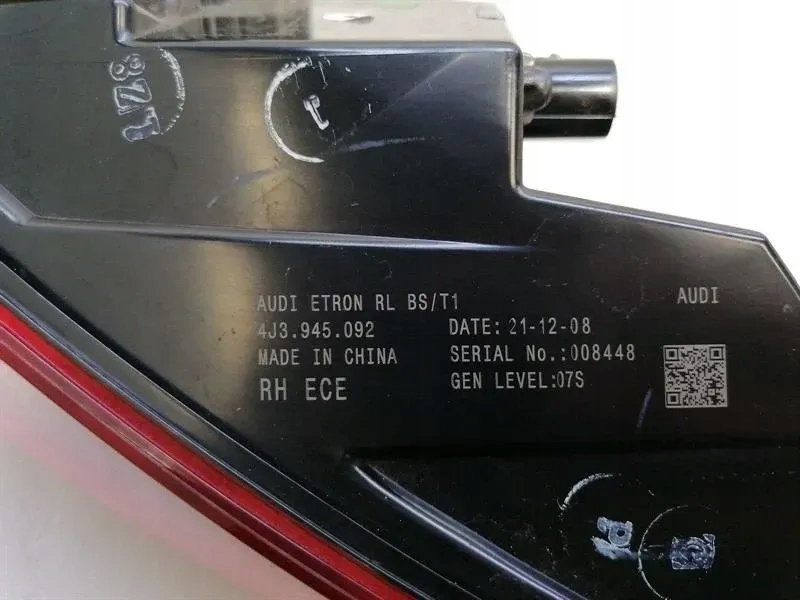 AUDI ETRON RL BS/T1
AUDI
4J3.945.092
DATE: 21-12-08
MADE IN CHINA
SERIAL No.:008448
RH ECE
GEN LEVEL:07S